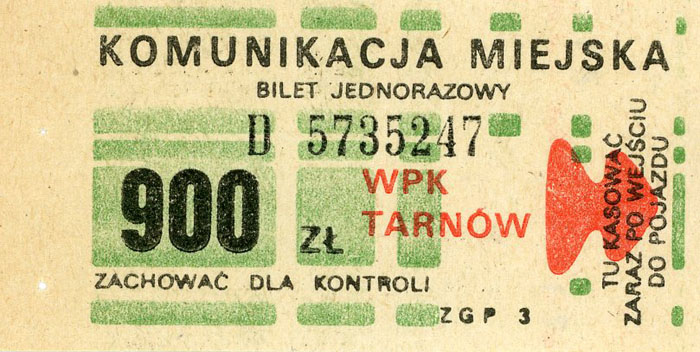 KOMUNIKACJA MIEJSKA
BILET JEDNORAZOWY
D 5735247
900 ZŁ
WPK
TARNÓW
ZACHOWAĆ DLA KONTROLI
ZGP 3
TU KASOWAĆ
ZARAZ PO WEJŚCIU
DO POJAZDU